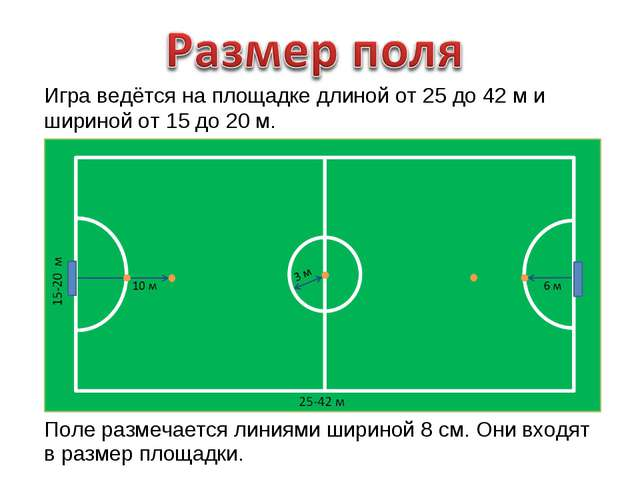 Размер поля
Игра ведётся на площадке длиной от 25 до 42 м и
шириной от 15 до 20 м.
15-20 м
10 м
3 м
6 м
25-42 м
Поле размечается линиями шириной 8 см. Они входят
в размер площадки.